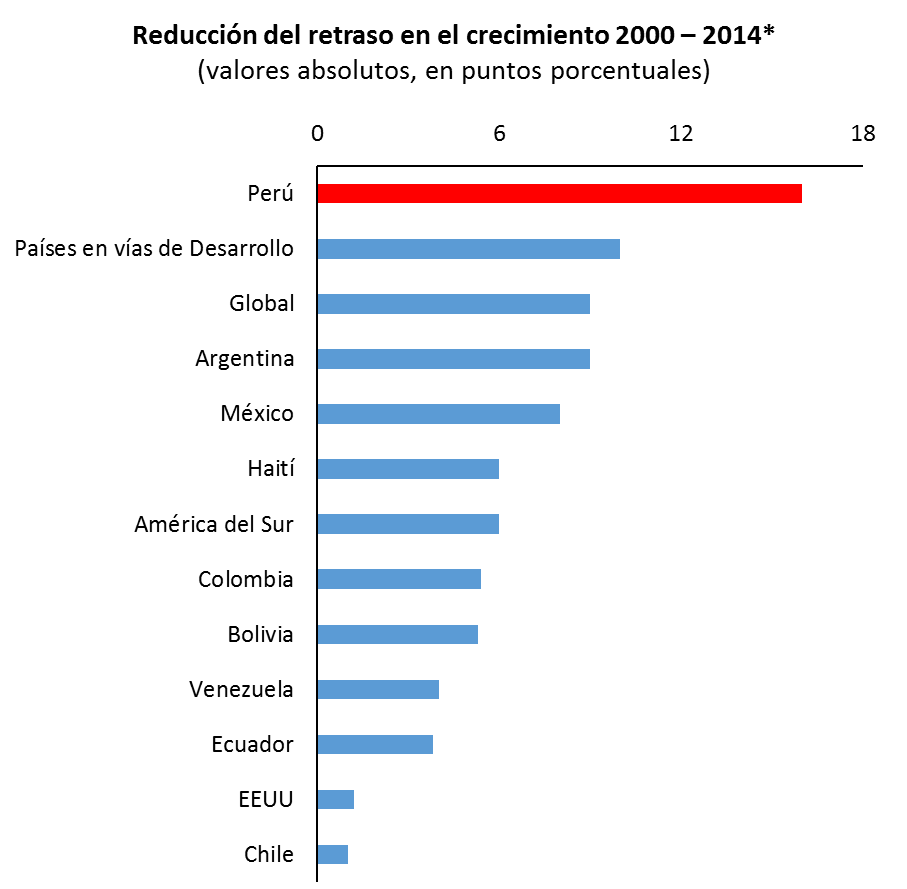 Reducción del retraso en el crecimiento 2000 – 2014*
(valores absolutos, en puntos porcentuales)
0 6 12 18
Perú
Países en vías de Desarrollo
Global
Argentina
México
Haití
América del Sur
Colombia
Bolivia
Venezuela
Ecuador
EEUU
Chile